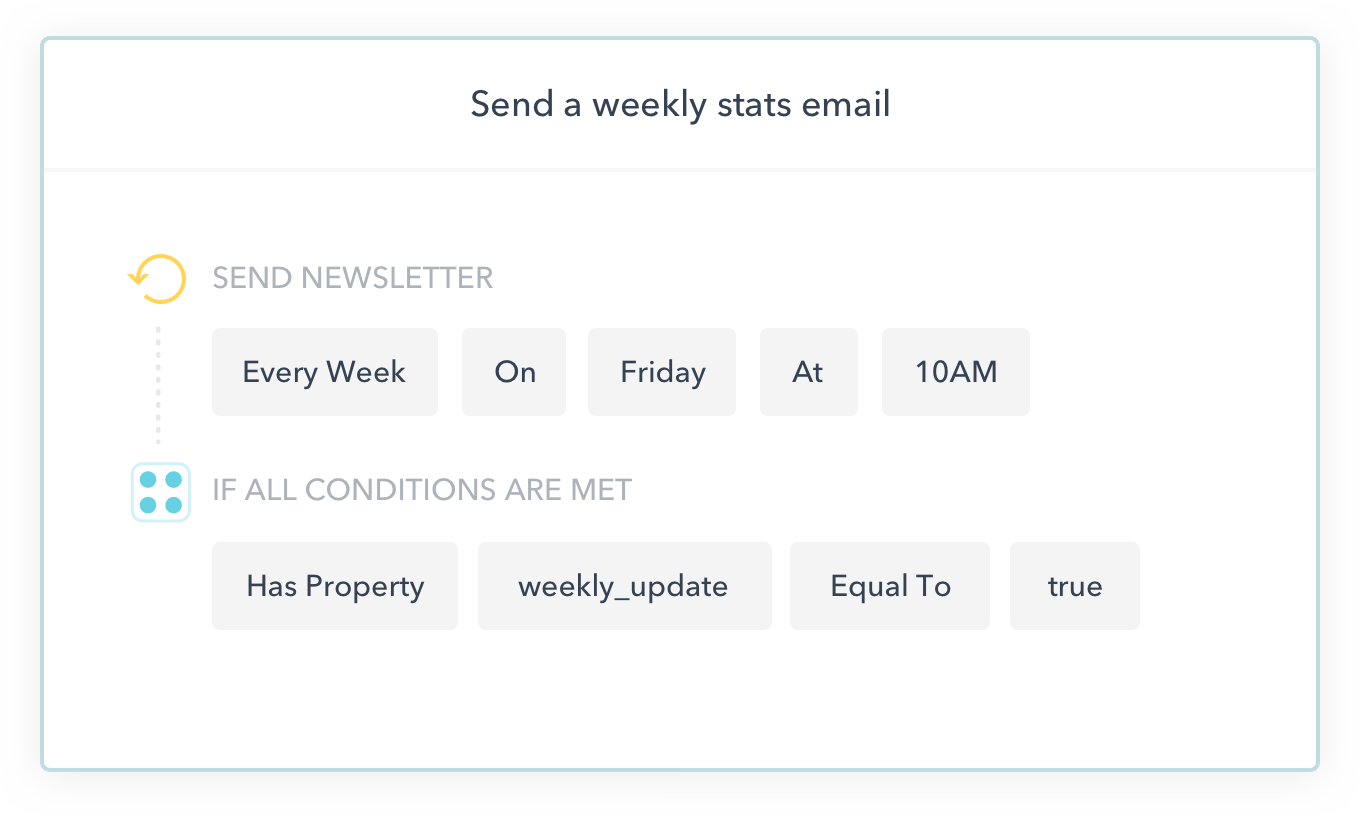 Send a weekly stats email
SEND NEWSLETTER
Every Week On Friday At 10AM
IF ALL CONDITIONS ARE MET
Has Property weekly_update Equal To true